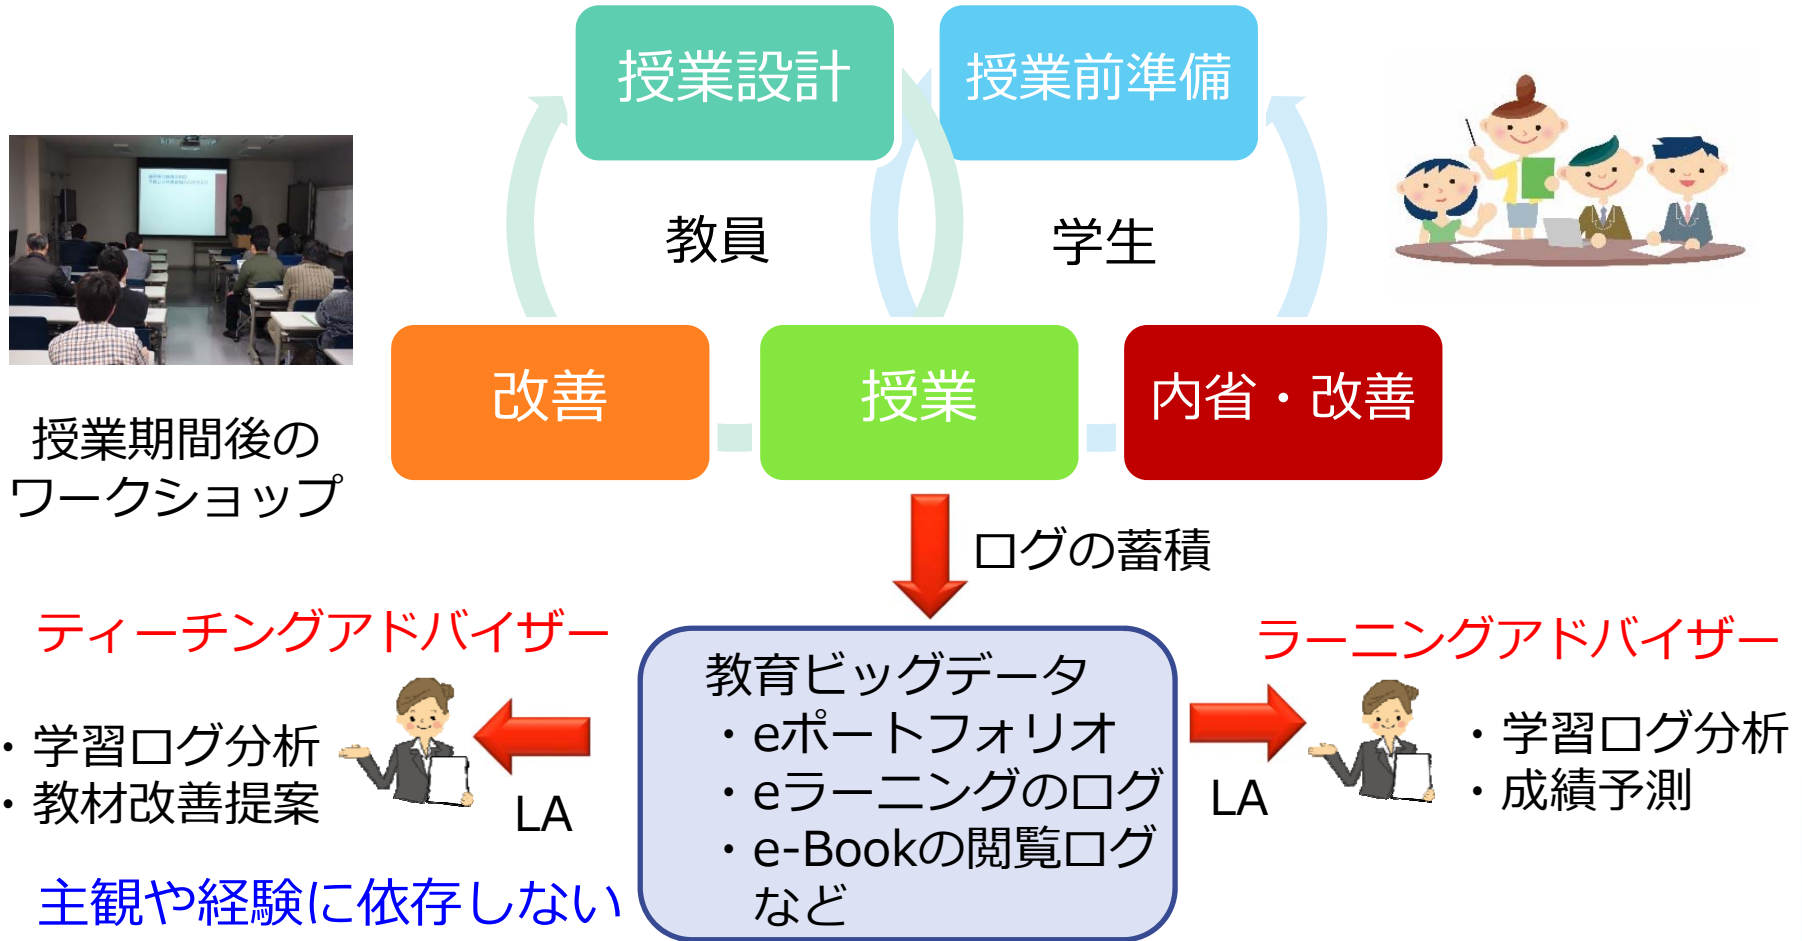 授業設計
授業前準備
教員
学生
改善
授業
内省・改善
授業期間後の
ワークショップ
ログの蓄積
ティーチングアドバイザー
・学習ログ分析
・教材改善提案
LA
主観や経験に依存しない
教育ビッグデータ
・eポートフォリオ
・eラーニングのログ
・e-Bookの閲覧ログ
など
ラーニングアドバイザー
LA
・学習ログ分析
・成績予測